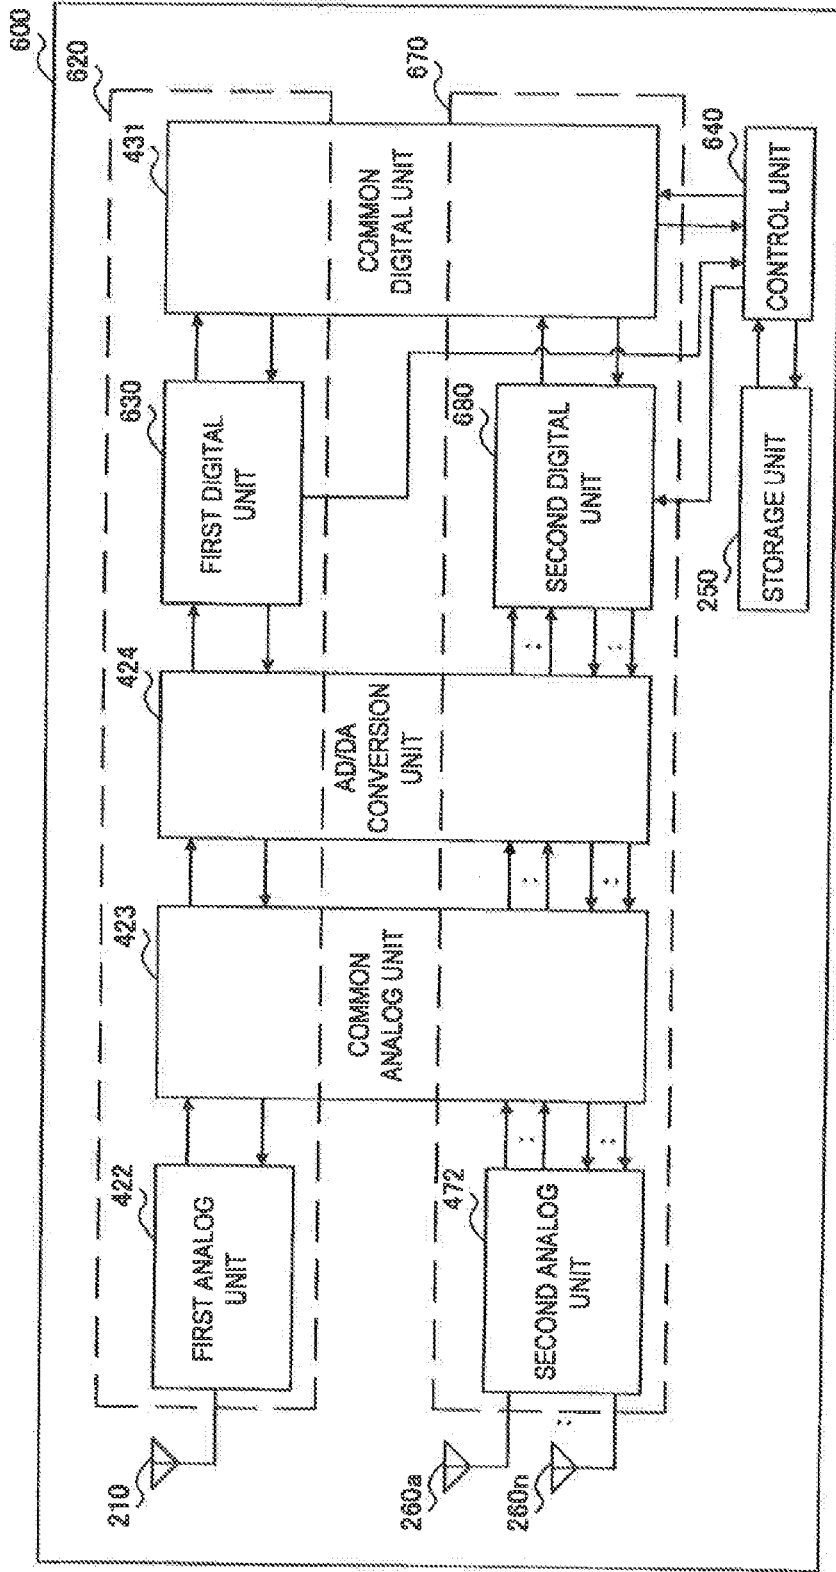 600
620
210
422
FIRST ANALOG
UNIT
423
COMMON
ANALOG UNIT
424
AD/DA
CONVERSION
UNIT
630
FIRST DIGITAL
UNIT
431
COMMON
DIGITAL UNIT
670
260a
260n
472
SECOND ANALOG
UNIT
680
SECOND DIGITAL
UNIT
250
STORAGE UNIT
640
CONTROL UNIT